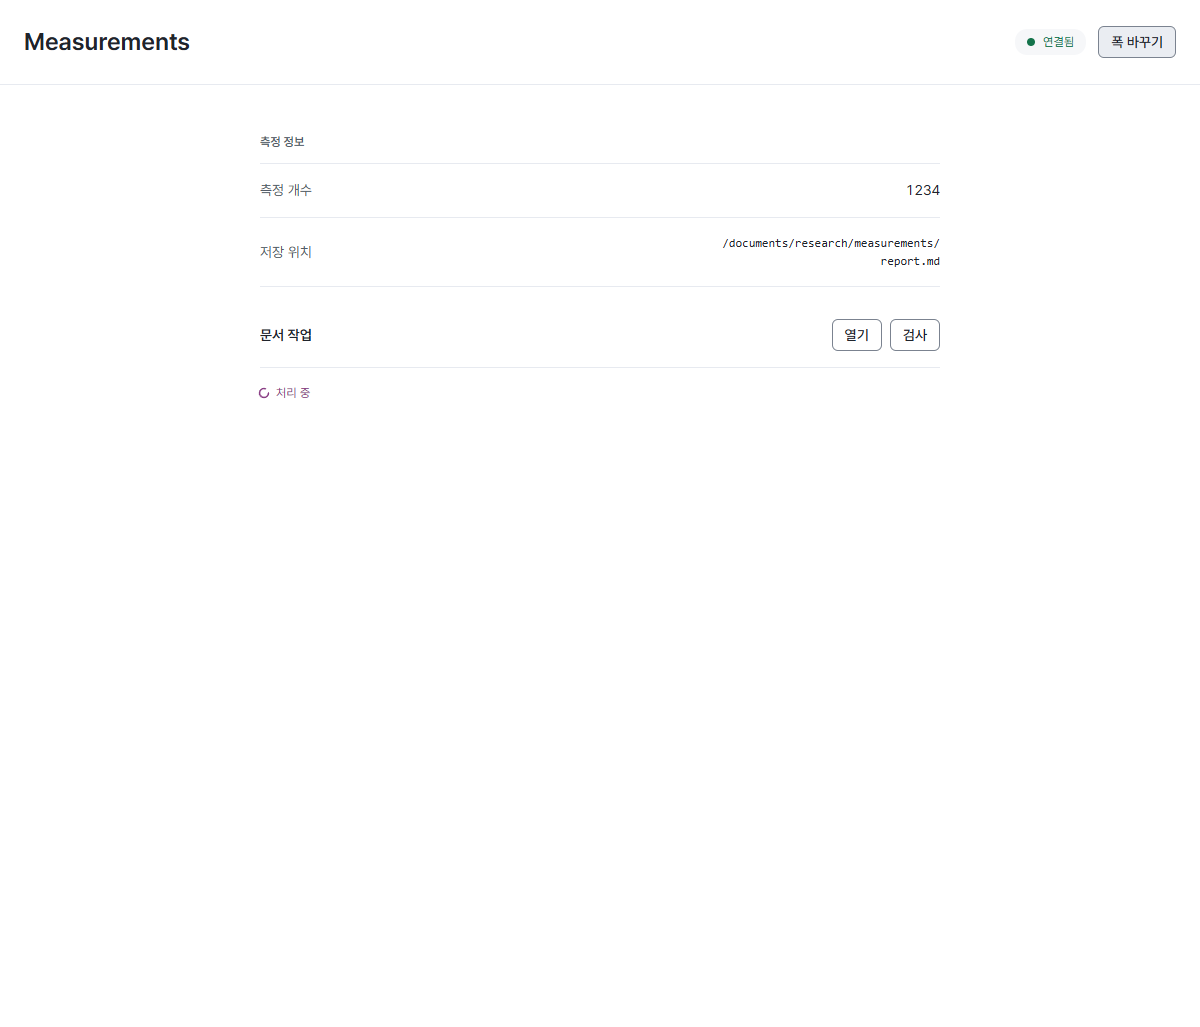 Measurements
연결됨
폭 바꾸기
측정 정보
측정 개수
1234
저장 위치
/documents/research/measurements/
report.md
문서 작업
열기
검사
처리 중